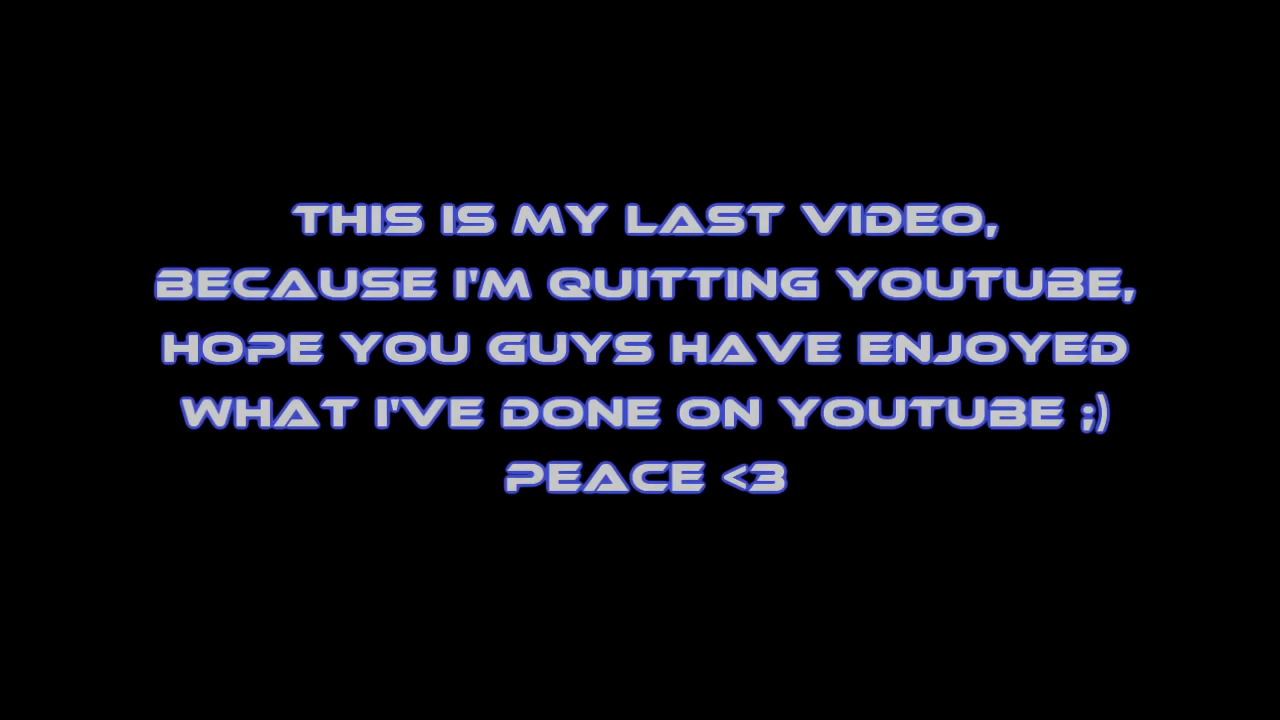 THIS IS MY LAST VIDEO,
BECAUSE I'M QUITTING YOUTUBE,
HOPE YOU GUYS HAVE ENJOYED
WHAT I'VE DONE ON YOUTUBE ;)
PEACE <3